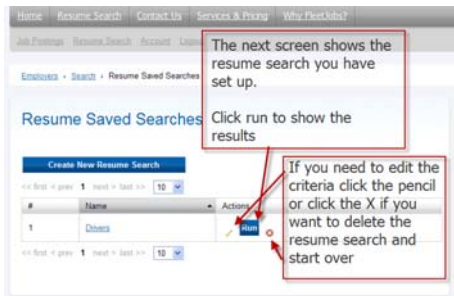 Home Resume Search Contact Us Services & Pricing Why FleetJobs?
Job Postings Resume Search Account Logout
Employers › Search › Resume Saved Searches
Resume Saved Searches
The next screen shows the
resume search you have
set up.
Click run to show the
results
Create New Resume Search
<< first < prev 1 next > last >> 10
# Name Actions
1 Drivers Run
<< first < prev 1 next > last >> 10
If you need to edit the
criteria click the pencil
or click the X if you
want to delete the
resume search and
start over